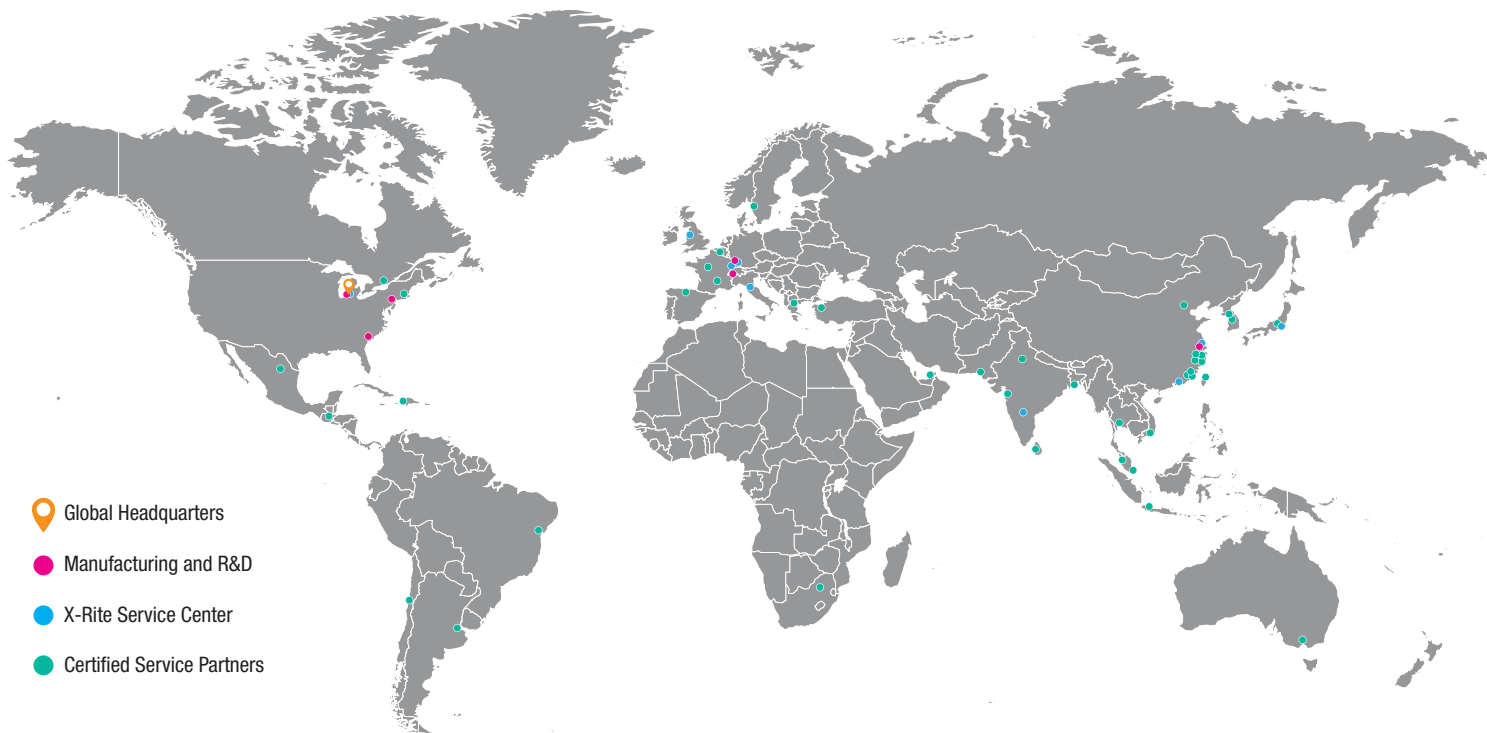 Global Headquarters
Manufacturing and R&D
X-Rite Service Center
Certified Service Partners